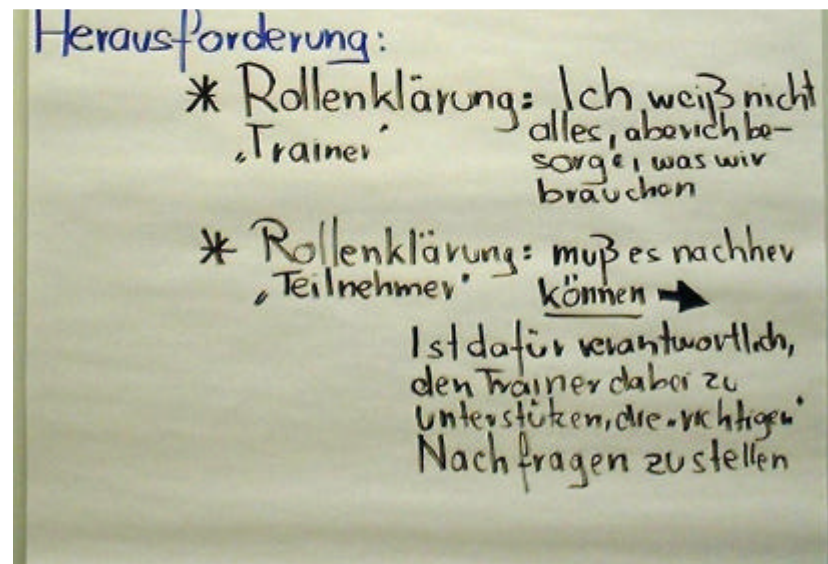 Herausforderung:
* Rollenklärung: Ich weiß nicht
„Trainer“ alles, aber ich be-
sorge, was wir
brauchen
* Rollenklärung: muß es nachher
„Teilnehmer“ können →
Ist dafür verantwortlich,
den Trainer dabei zu
unterstüzen, die „richtigen“
Nachfragen zu stellen